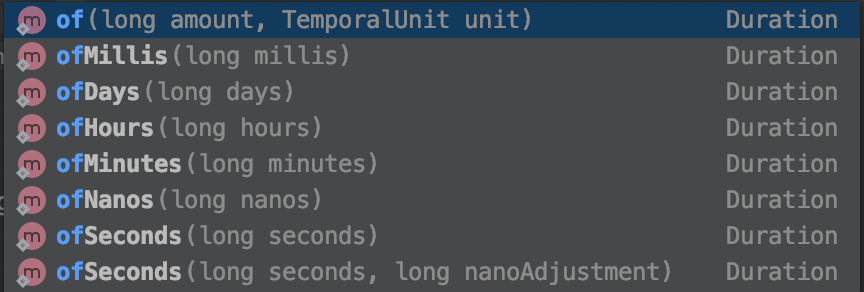 m of(long amount, TemporalUnit unit) Duration
m ofMillis(long millis) Duration
m ofDays(long days) Duration
m ofHours(long hours) Duration
m ofMinutes(long minutes) Duration
m ofNanos(long nanos) Duration
m ofSeconds(long seconds) Duration
m ofSeconds(long seconds, long nanoAdjustment) Duration